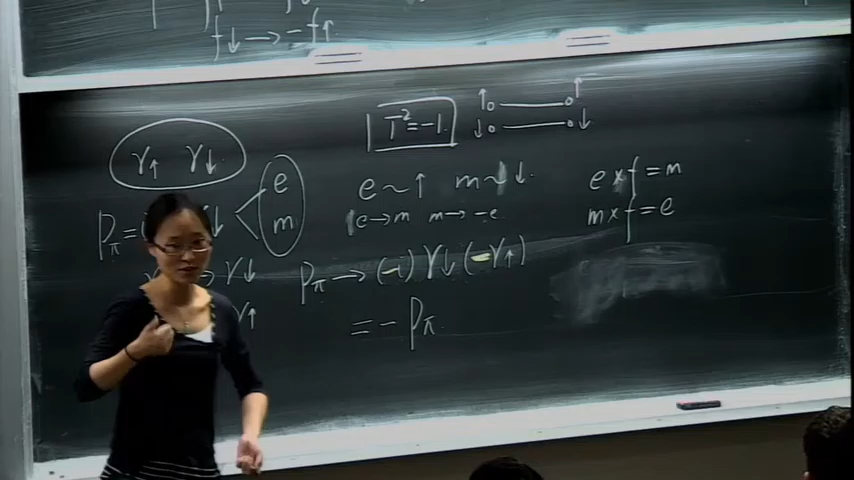 f↓ → -f↑
T² = -1
↑ ↑
↓ ↓
γ↑ γ↓
e
m
e ~ ↑ m ~ ↓.
e → m m → -e
e × f = m
m × f = e
Pπ =
γ↓
Pπ → (-i) γ↓ (-γ↑)
γ↑
= - Pπ